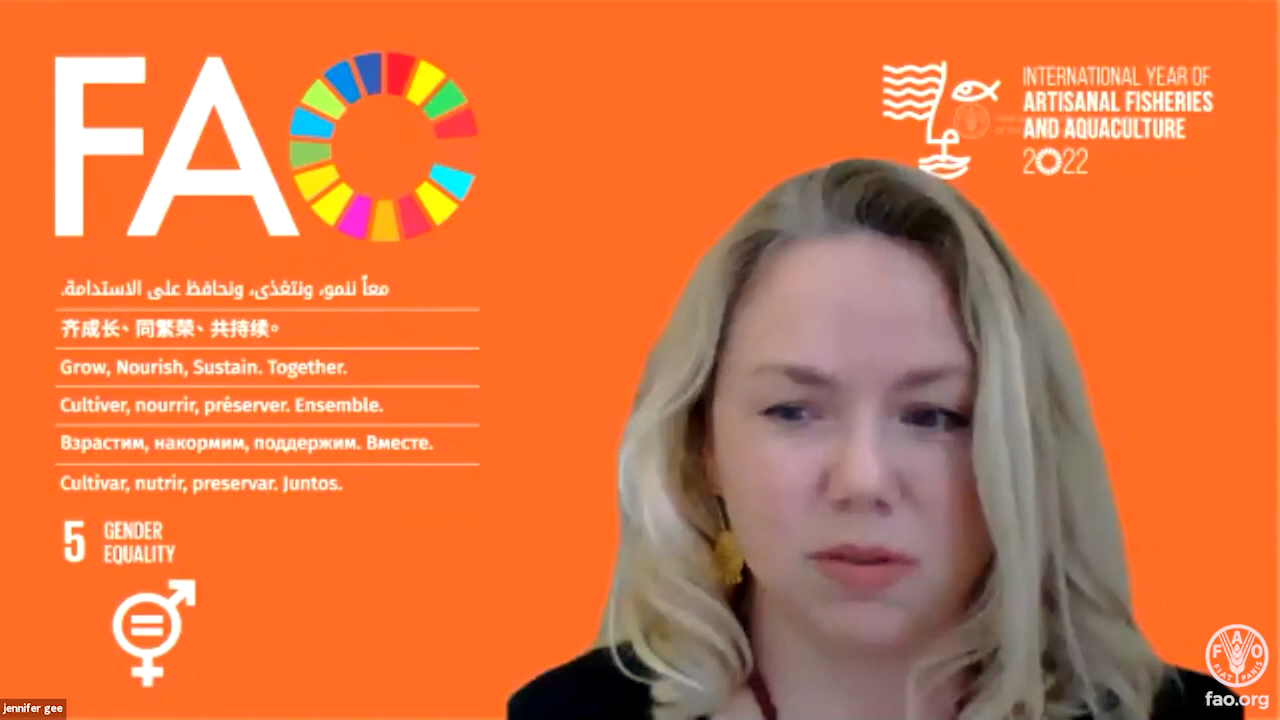 FAO
معاً ننمو، ونتغذى، ونحافظ على الاستدامة.
齐成长、同繁荣、共持续。
Grow, Nourish, Sustain. Together.
Cultiver, nourrir, préserver. Ensemble.
Взрастим, накормим, поддержим. Вместе.
Cultivar, nutrir, preservar. Juntos.
5 GENDER
EQUALITY
INTERNATIONAL YEAR OF
ARTISANAL FISHERIES
AND AQUACULTURE
2022
jennifer gee
FAO
FIAT PANIS
fao.org